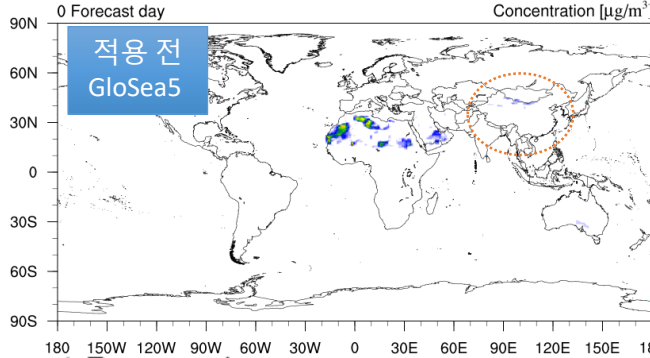 0 Forecast day Concentration [μg/m³]
90N
적용 전
GloSea5
60N
30N
0
30S
60S
90S
180 150W 120W 90W 60W 30W 0 30E 60E 90E 120E 150E